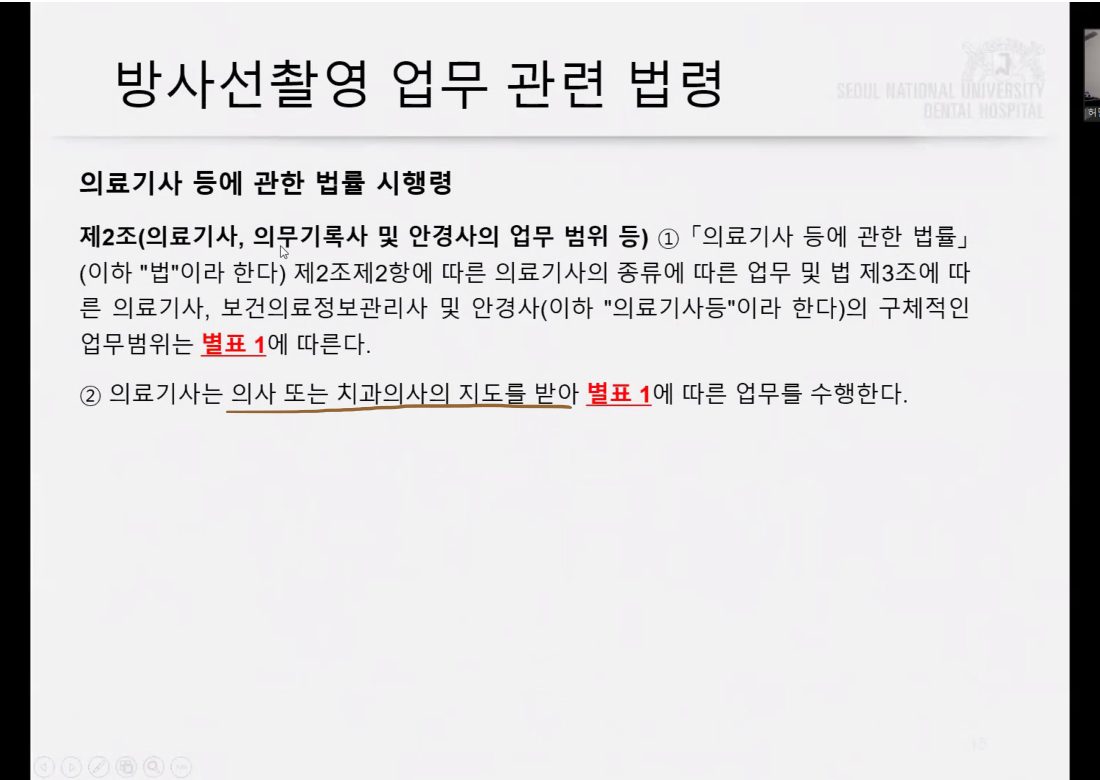 방사선촬영 업무 관련 법령
SEOUL NATIONAL UNIVERSITY
DENTAL HOSPITAL
의료기사 등에 관한 법률 시행령
제2조(의료기사, 의무기록사 및 안경사의 업무 범위 등) ①「의료기사 등에 관한 법률」
(이하 "법"이라 한다) 제2조제2항에 따른 의료기사의 종류에 따른 업무 및 법 제3조에 따
른 의료기사, 보건의료정보관리사 및 안경사(이하 "의료기사등"이라 한다)의 구체적인
업무범위는 별표 1에 따른다.
② 의료기사는 의사 또는 치과의사의 지도를 받아 별표 1에 따른 업무를 수행한다.
15